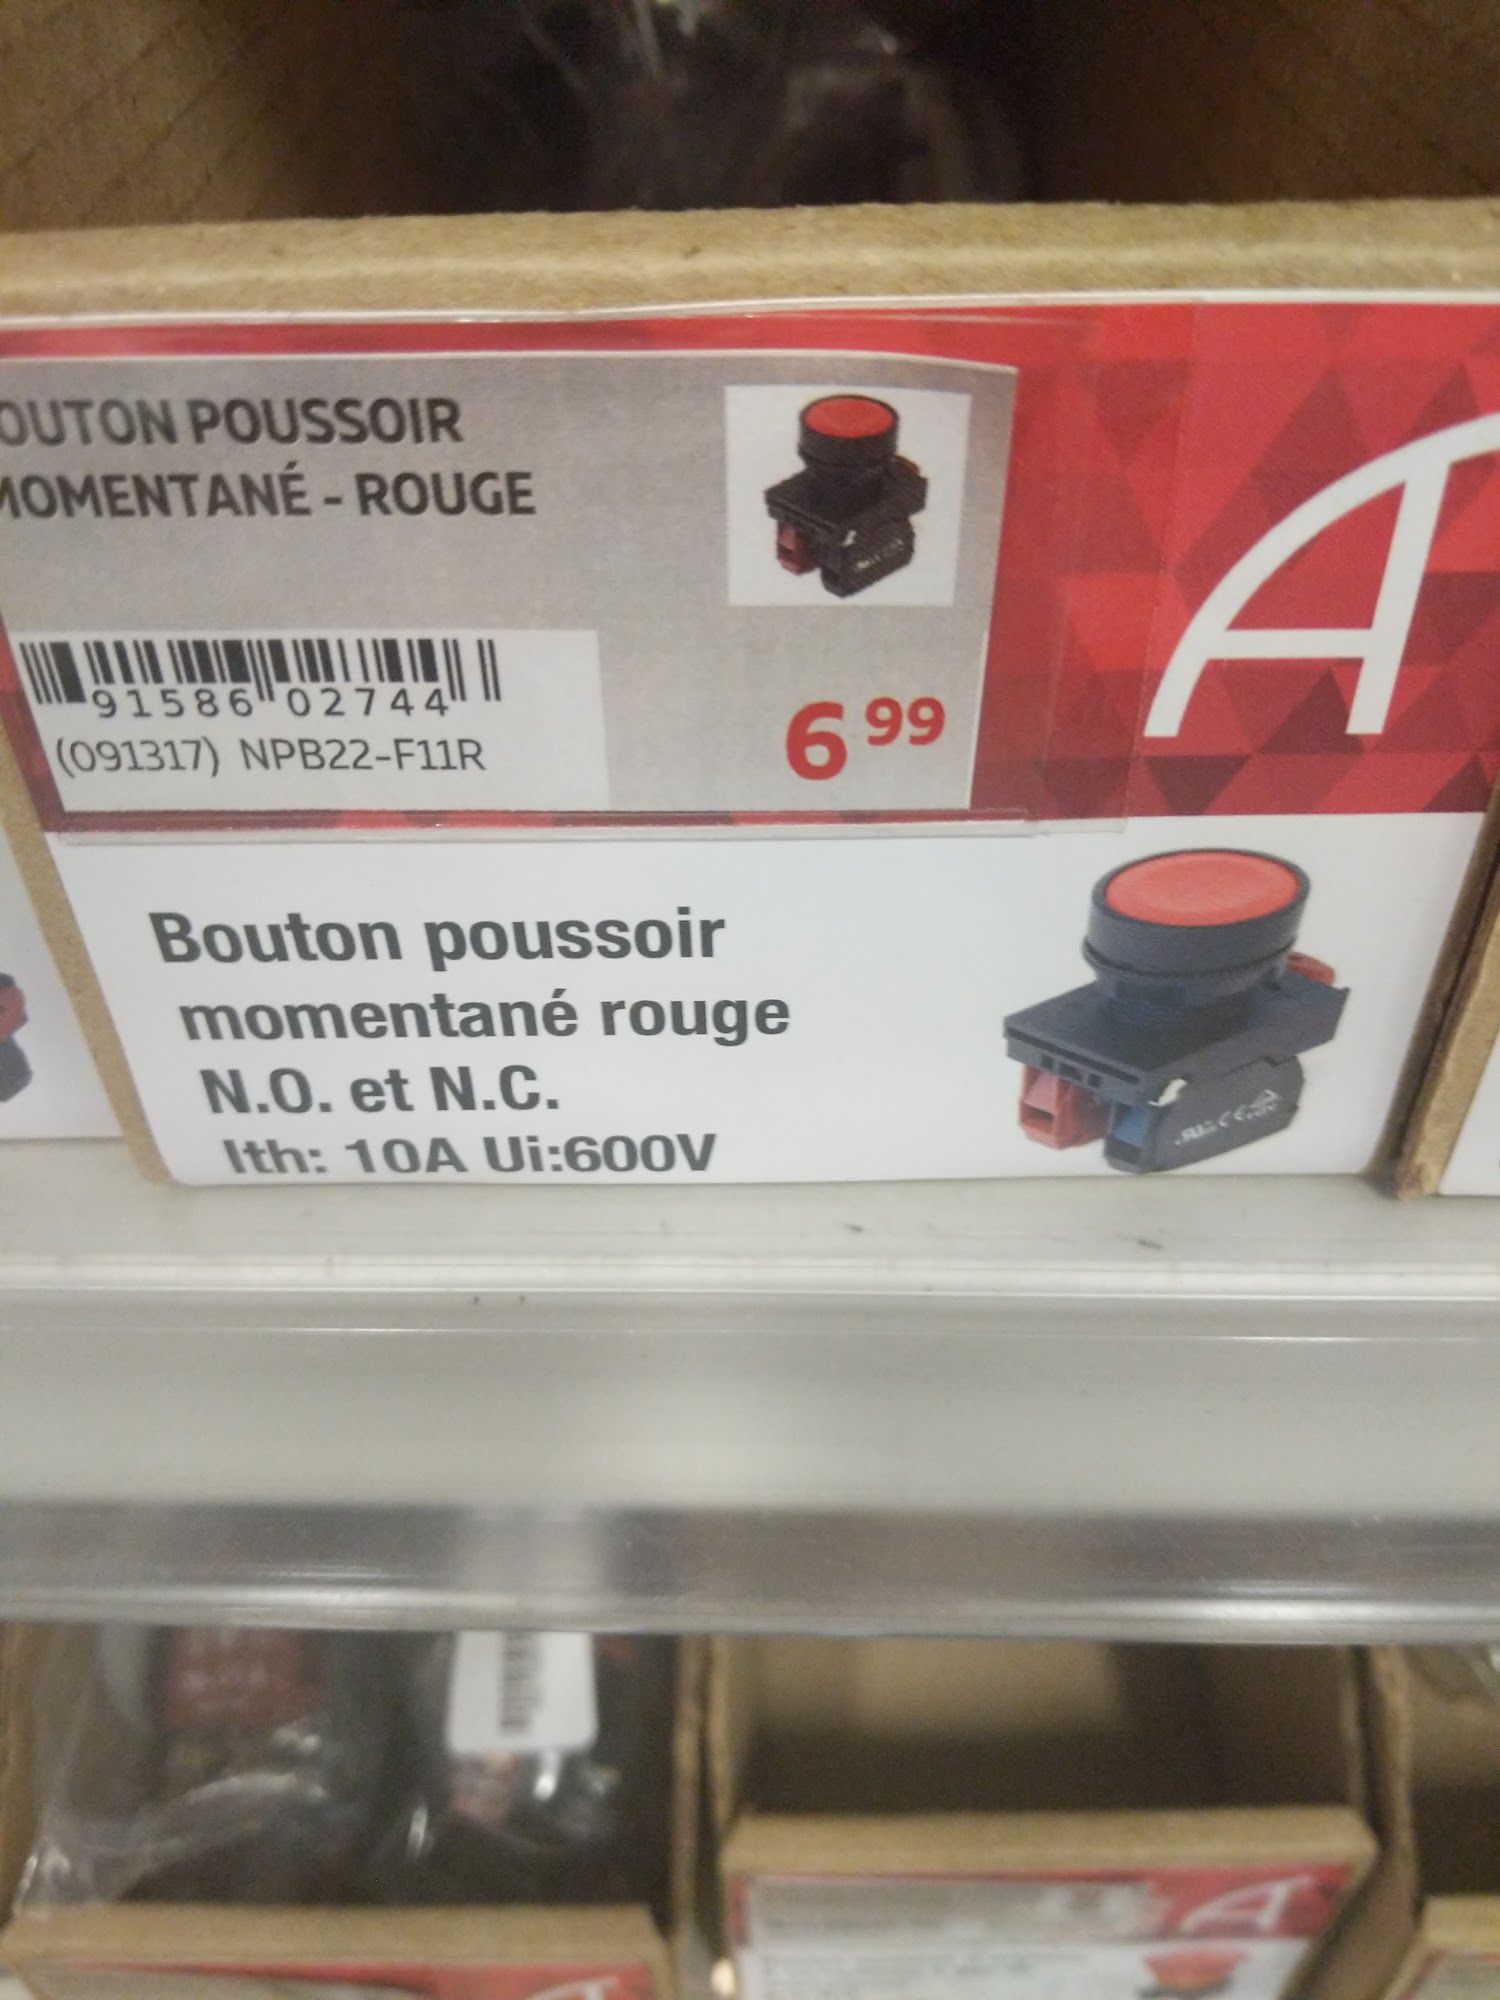 OUTON POUSSOIR
MOMENTANÉ - ROUGE
91586 02744
(091317) NPB22-F11R
6 99
A
Bouton poussoir
momentané rouge
N.O. et N.C.
Ith: 10A Ui:600V
A